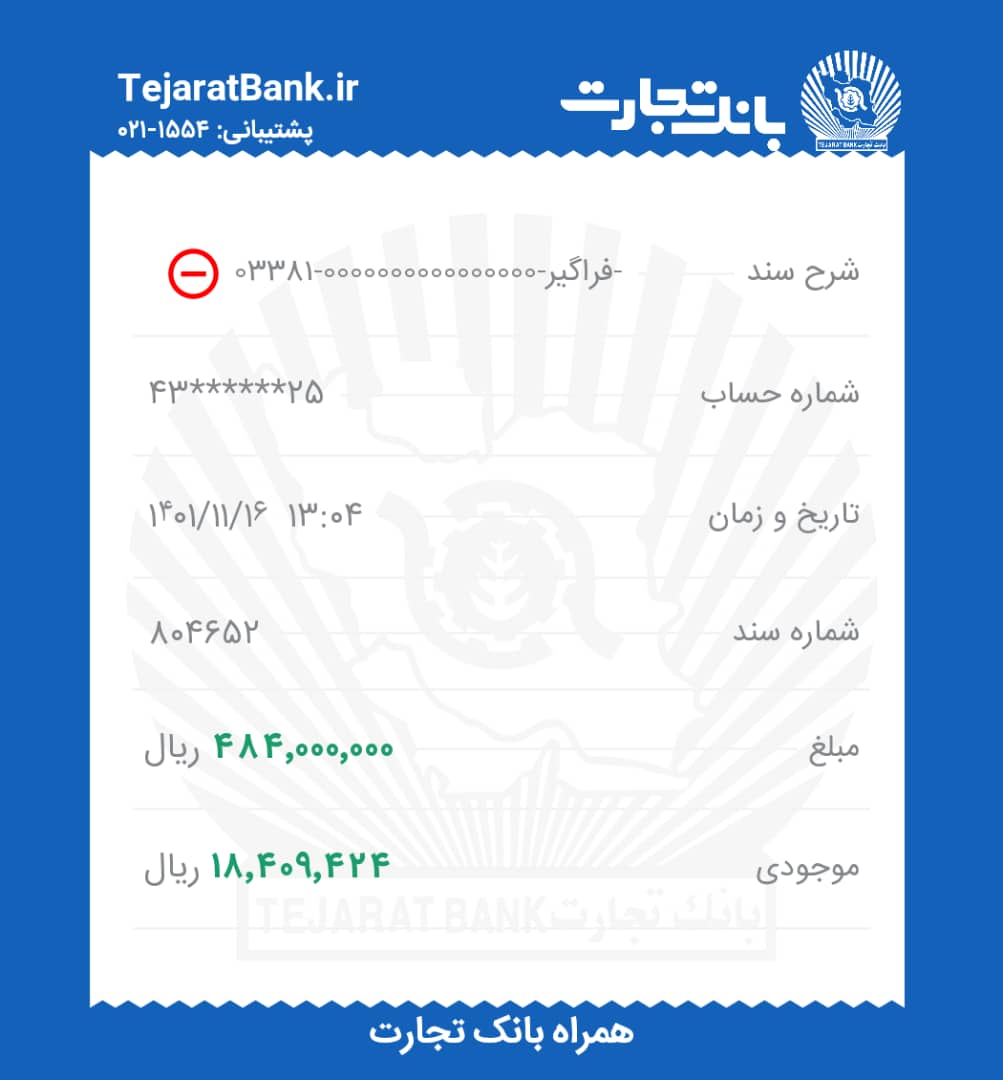 بانک تجارت
TEJARAT BANK بانک تجارت
TejaratBank.ir
پشتیبانی: ۱۵۵۴-۰۲۱
شرح سند -فراگیر-۰۰۰۰۰۰۰۰۰۰۰۰۰۰۰۰-۰۳۳۸۱
شماره حساب ۴۳******۲۵
تاریخ و زمان ۱۴۰۱/۱۱/۱۶ ۱۳:۰۴
شماره سند ۸۰۴۶۵۲
مبلغ ۴۸۴,۰۰۰,۰۰۰ ریال
موجودی ۱۸,۴۰۹,۴۲۴ ریال
TEJARAT BANK بانک تجارت
همراه بانک تجارت